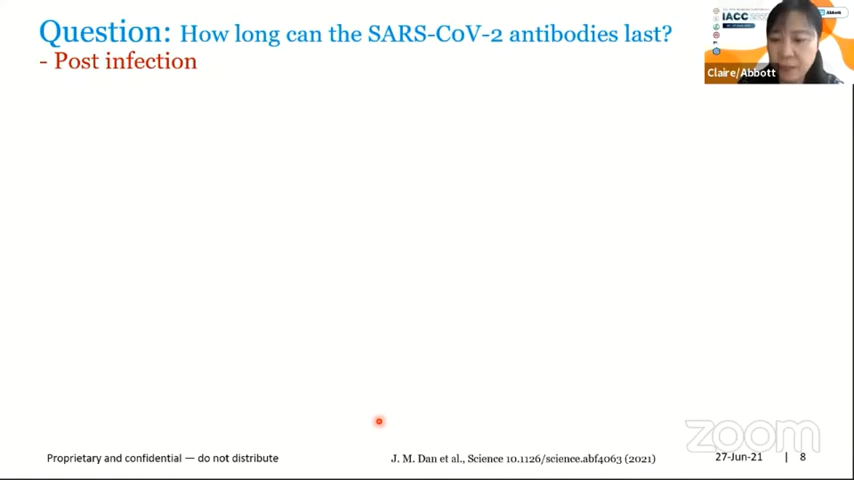 Question: How long can the SARS-CoV-2 antibodies last?
- Post infection
IACC
Abbott
Claire/Abbott
zoom
Proprietary and confidential — do not distribute
J. M. Dan et al., Science 10.1126/science.abf4063 (2021)
27-Jun-21 | 8